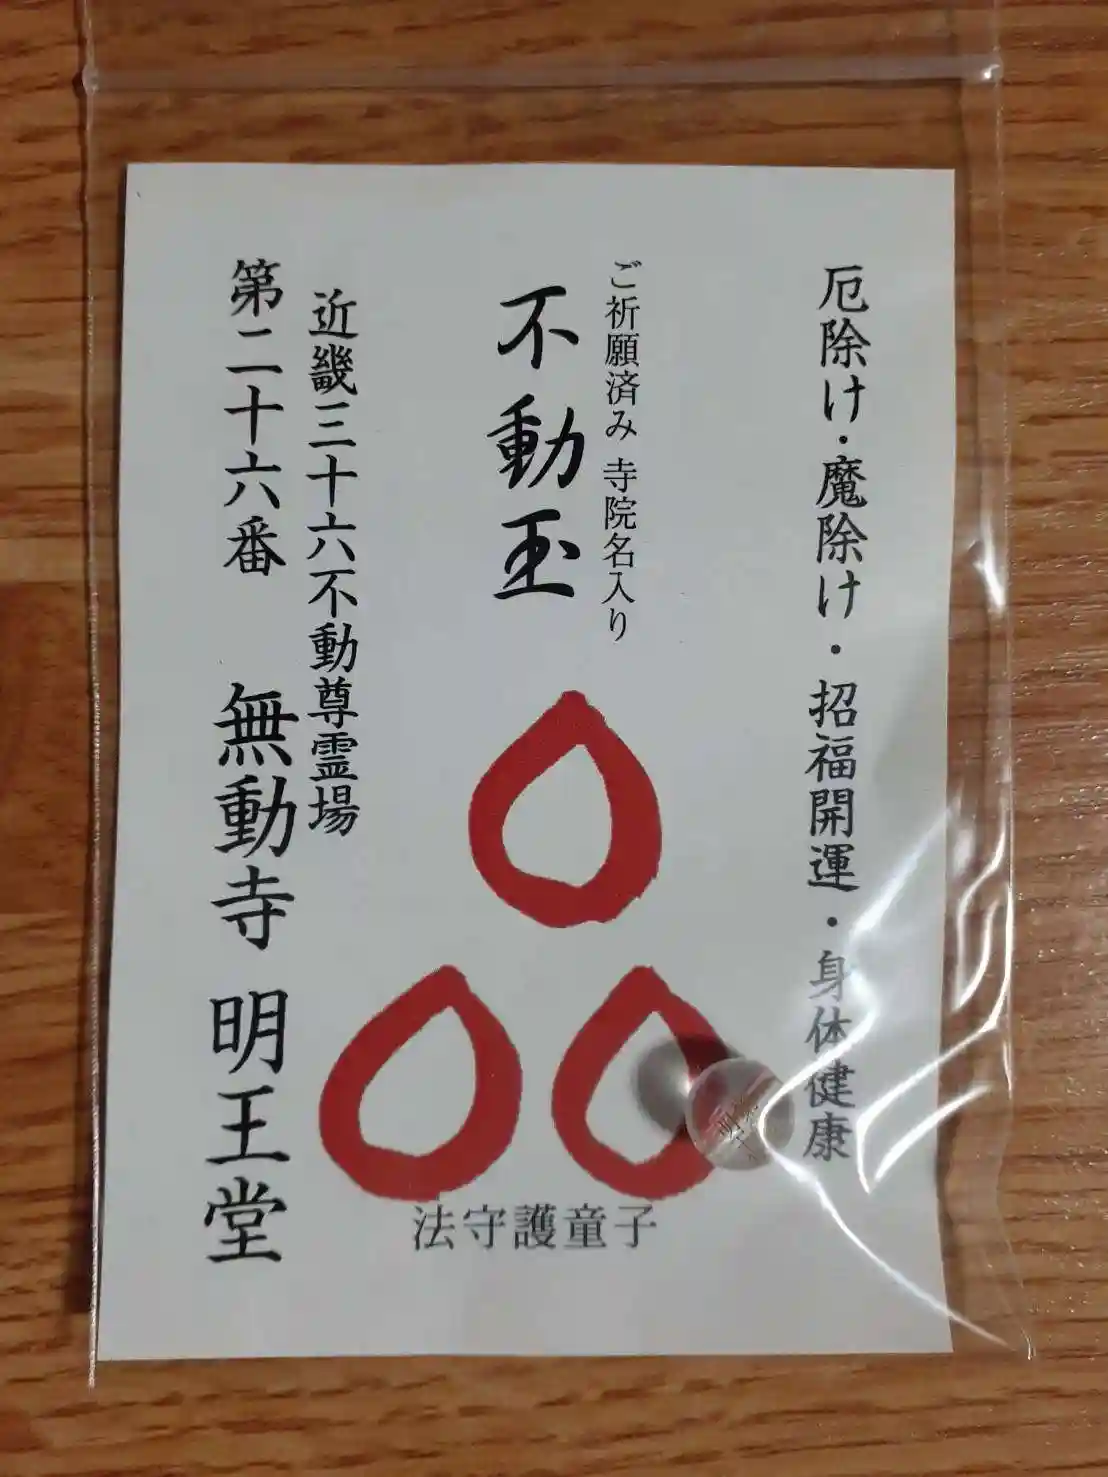 厄除け・魔除け・招福開運・身体健康
ご祈願済み 寺院名入り
不動玉
法守護童子
近畿三十六不動尊霊場
第二十六番 無動寺 明王堂